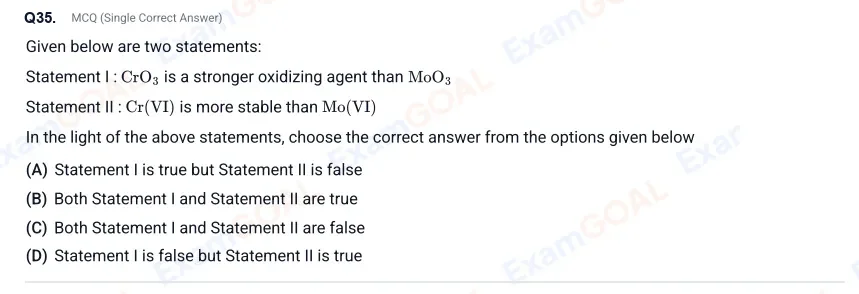 Q35. MCQ (Single Correct Answer)
Given below are two statements:
Statement I : CrO₃ is a stronger oxidizing agent than MoO₃
Statement II : Cr(VI) is more stable than Mo(VI)
In the light of the above statements, choose the correct answer from the options given below
(A) Statement I is true but Statement II is false
(B) Both Statement I and Statement II are true
(C) Both Statement I and Statement II are false
(D) Statement I is false but Statement II is true
ExamGOAL
ExamGOAL
ExamGOAL